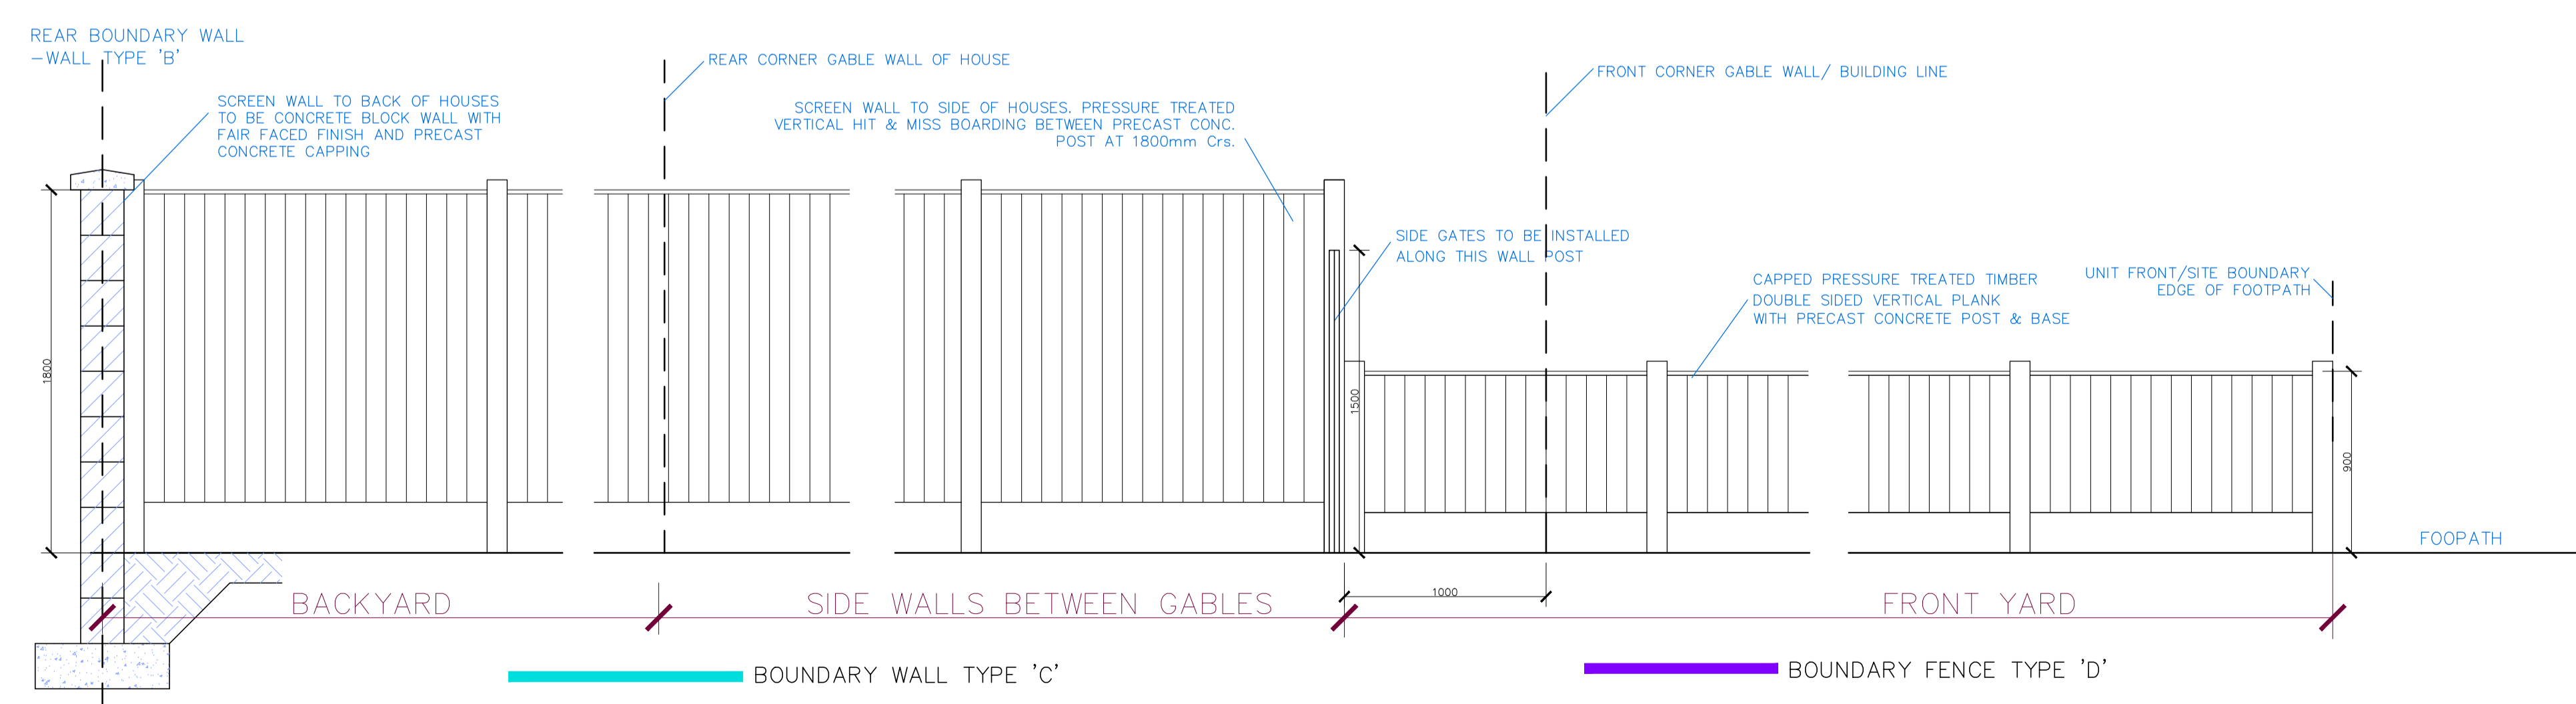 REAR BOUNDARY WALL
-WALL TYPE 'B'
SCREEN WALL TO BACK OF HOUSES
TO BE CONCRETE BLOCK WALL WITH
FAIR FACED FINISH AND PRECAST
CONCRETE CAPPING
REAR CORNER GABLE WALL OF HOUSE
SCREEN WALL TO SIDE OF HOUSES. PRESSURE TREATED
VERTICAL HIT & MISS BOARDING BETWEEN PRECAST CONC.
POST AT 1800mm Crs.
FRONT CORNER GABLE WALL/ BUILDING LINE
SIDE GATES TO BE INSTALLED
ALONG THIS WALL POST
CAPPED PRESSURE TREATED TIMBER
DOUBLE SIDED VERTICAL PLANK
WITH PRECAST CONCRETE POST & BASE
UNIT FRONT/SITE BOUNDARY
EDGE OF FOOTPATH
1800
1500
900
FOOPATH
1000
BACKYARD
SIDE WALLS BETWEEN GABLES
FRONT YARD
BOUNDARY WALL TYPE 'C'
BOUNDARY FENCE TYPE 'D'